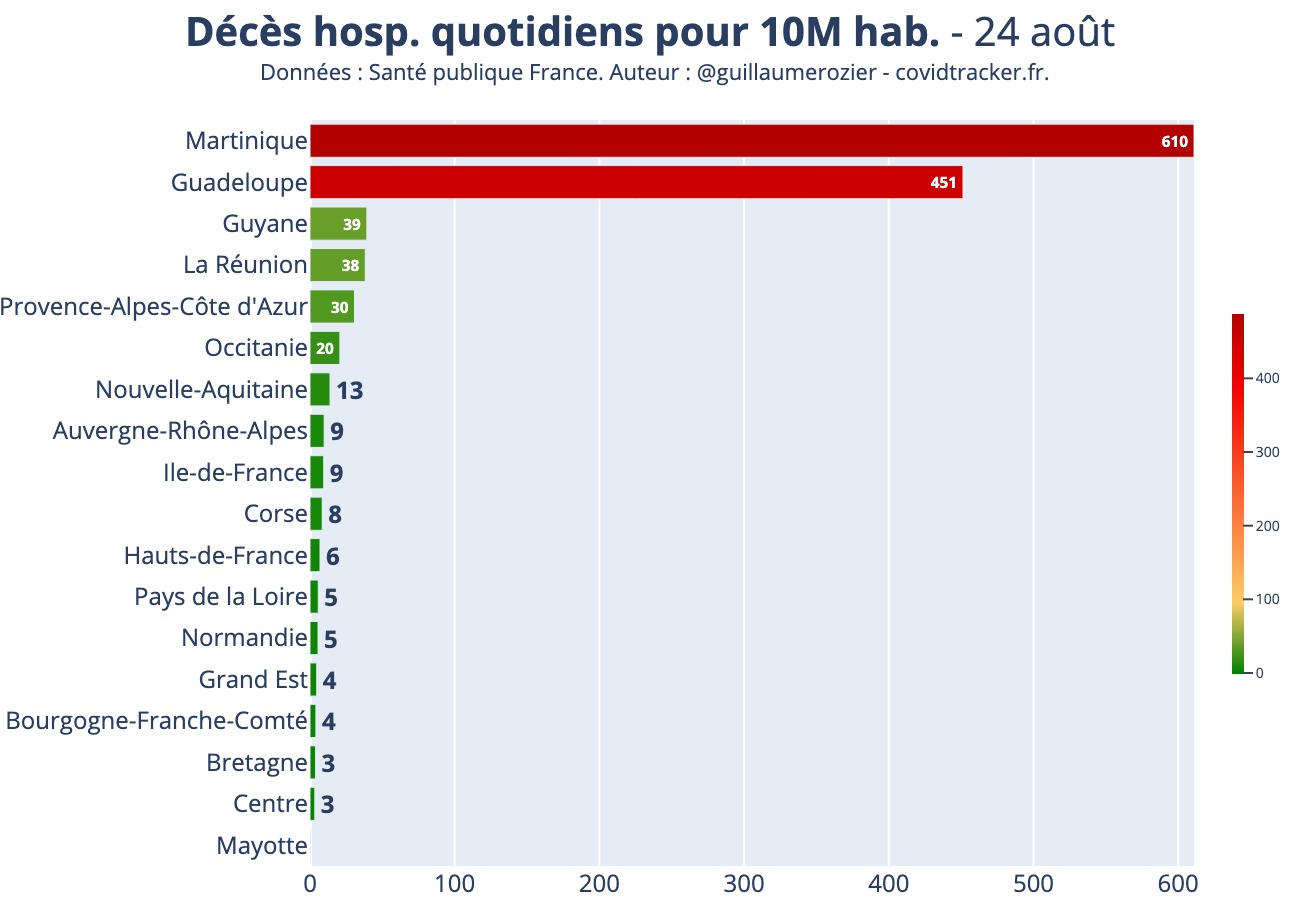 Décès hosp. quotidiens pour 10M hab. - 24 août
Données : Santé publique France. Auteur : @guillaumerozier - covidtracker.fr.
Martinique 610
Guadeloupe 451
Guyane 39
La Réunion 38
Provence-Alpes-Côte d'Azur 30
Occitanie 20
Nouvelle-Aquitaine 13
Auvergne-Rhône-Alpes 9
Ile-de-France 9
Corse 8
Hauts-de-France 6
Pays de la Loire 5
Normandie 5
Grand Est 4
Bourgogne-Franche-Comté 4
Bretagne 3
Centre 3
Mayotte
0 100 200 300 400 500 600
400
300
200
100
0